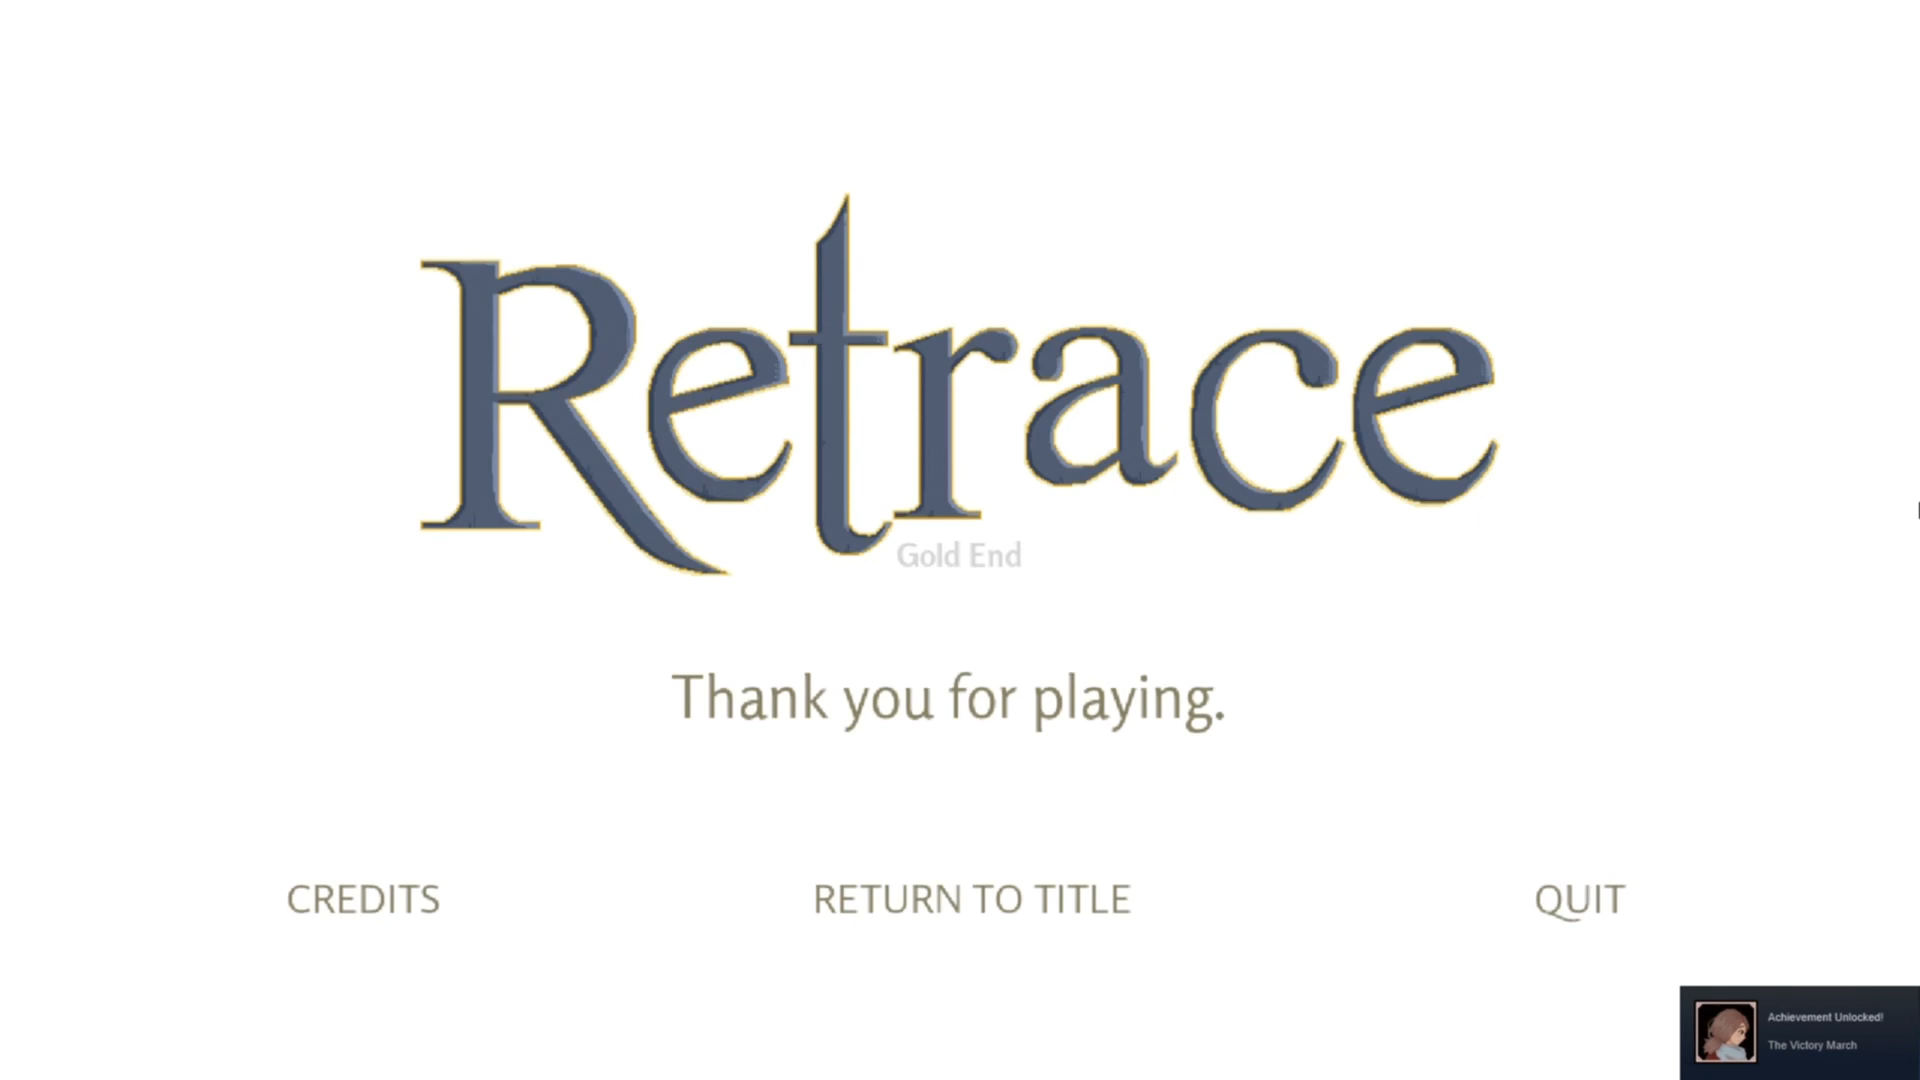 Retrace
Gold End
Thank you for playing.
CREDITS
RETURN TO TITLE
QUIT
Achievement Unlocked!
The Victory March